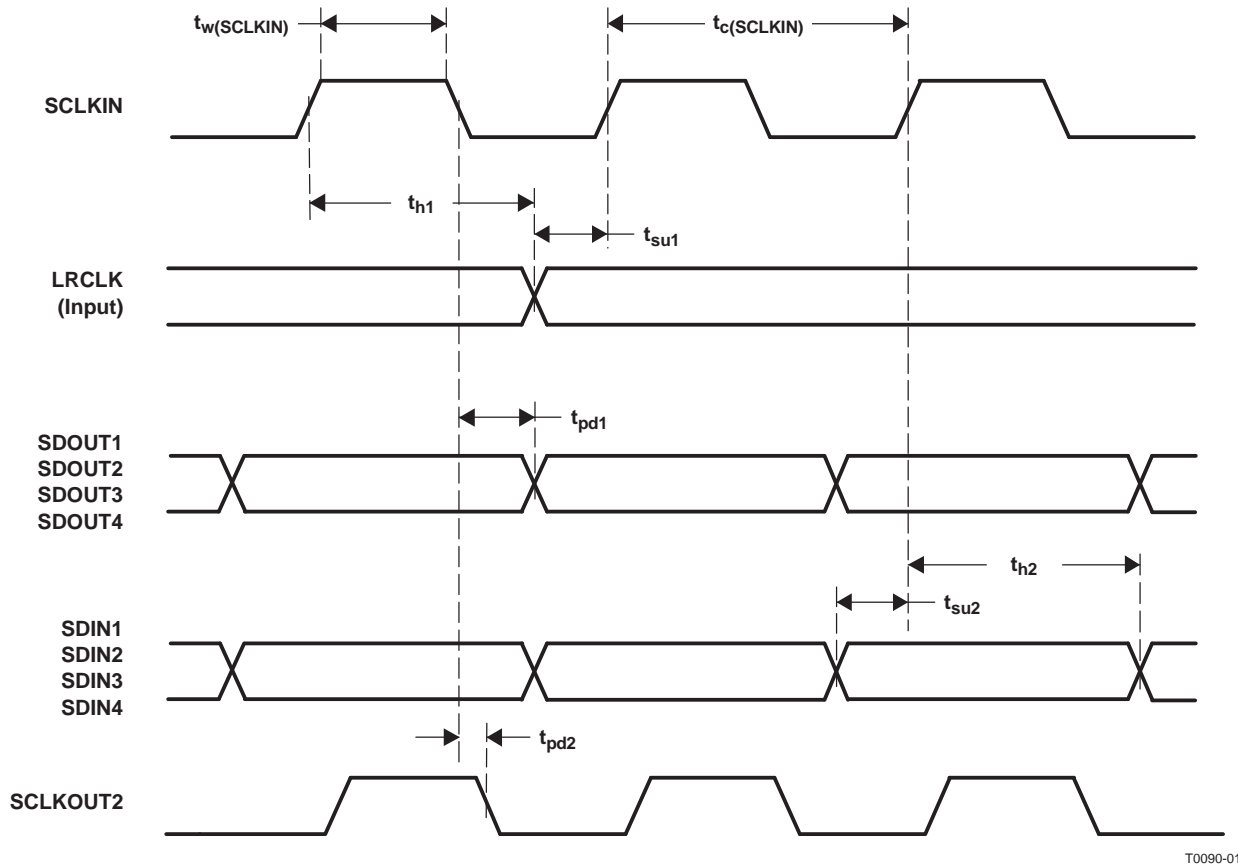 tw(SCLKIN)
tc(SCLKIN)
SCLKIN
th1
tsu1
LRCLK
(Input)
tpd1
SDOUT1
SDOUT2
SDOUT3
SDOUT4
th2
tsu2
SDIN1
SDIN2
SDIN3
SDIN4
tpd2
SCLKOUT2
T0090-01